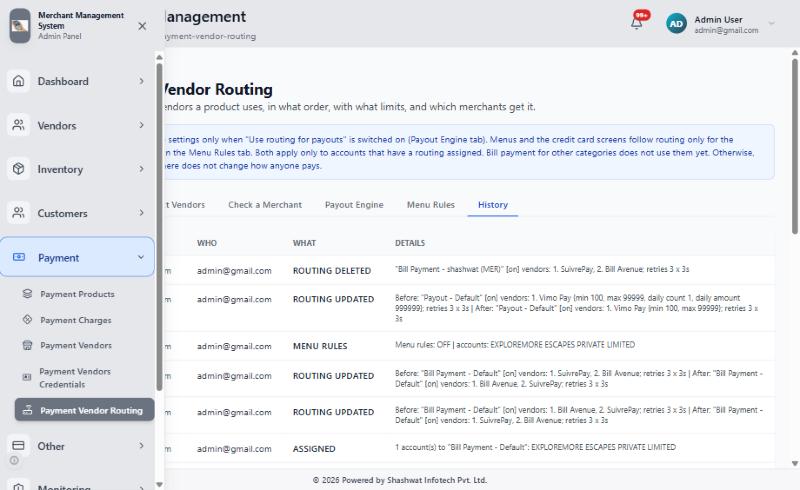 Merchant Management
System
Admin Panel
anagement
ayment-vendor-routing
99+
AD
Admin User
admin@gmail.com
Dashboard
Vendors
Inventory
Customers
Payment
Payment Products
Payment Charges
Payment Vendors
Payment Vendors
Credentials
Payment Vendor Routing
Other
Monitoring
Vendor Routing
endors a product uses, in what order, with what limits, and which merchants get it.
settings only when "Use routing for payouts" is switched on (Payout Engine tab). Menus and the credit card screens follow routing only for the
n the Menu Rules tab. Both apply only to accounts that have a routing assigned. Bill payment for other categories does not use them yet. Otherwise,
ere does not change how anyone pays.
t Vendors
Check a Merchant
Payout Engine
Menu Rules
History
WHO WHAT DETAILS
m admin@gmail.com ROUTING DELETED "Bill Payment - shashwat (MER)" [on] vendors: 1. SuivrePay, 2. Bill Avenue; retries 3 x 3s
m admin@gmail.com ROUTING UPDATED Before: "Payout - Default" [on] vendors: 1. Vimo Pay (min 100, max 99999, daily count 1, daily amount
999999); retries 3 x 3s | After: "Payout - Default" [on] vendors: 1. Vimo Pay (min 100, max 99999); retries 3 x
3s
m admin@gmail.com MENU RULES Menu rules: OFF | accounts: EXPLOREMORE ESCAPES PRIVATE LIMITED
m admin@gmail.com ROUTING UPDATED Before: "Bill Payment - Default" [on] vendors: 1. SuivrePay, 2. Bill Avenue; retries 3 x 3s | After: "Bill Payment -
Default" [on] vendors: 1. Bill Avenue, 2. SuivrePay; retries 3 x 3s
m admin@gmail.com ROUTING UPDATED Before: "Bill Payment - Default" [on] vendors: 1. Bill Avenue, 2. SuivrePay; retries 3 x 3s | After: "Bill Payment -
Default" [on] vendors: 1. SuivrePay, 2. Bill Avenue; retries 3 x 3s
m admin@gmail.com ASSIGNED 1 account(s) to "Bill Payment - Default": EXPLOREMORE ESCAPES PRIVATE LIMITED
© 2026 Powered by Shashwat Infotech Pvt. Ltd.